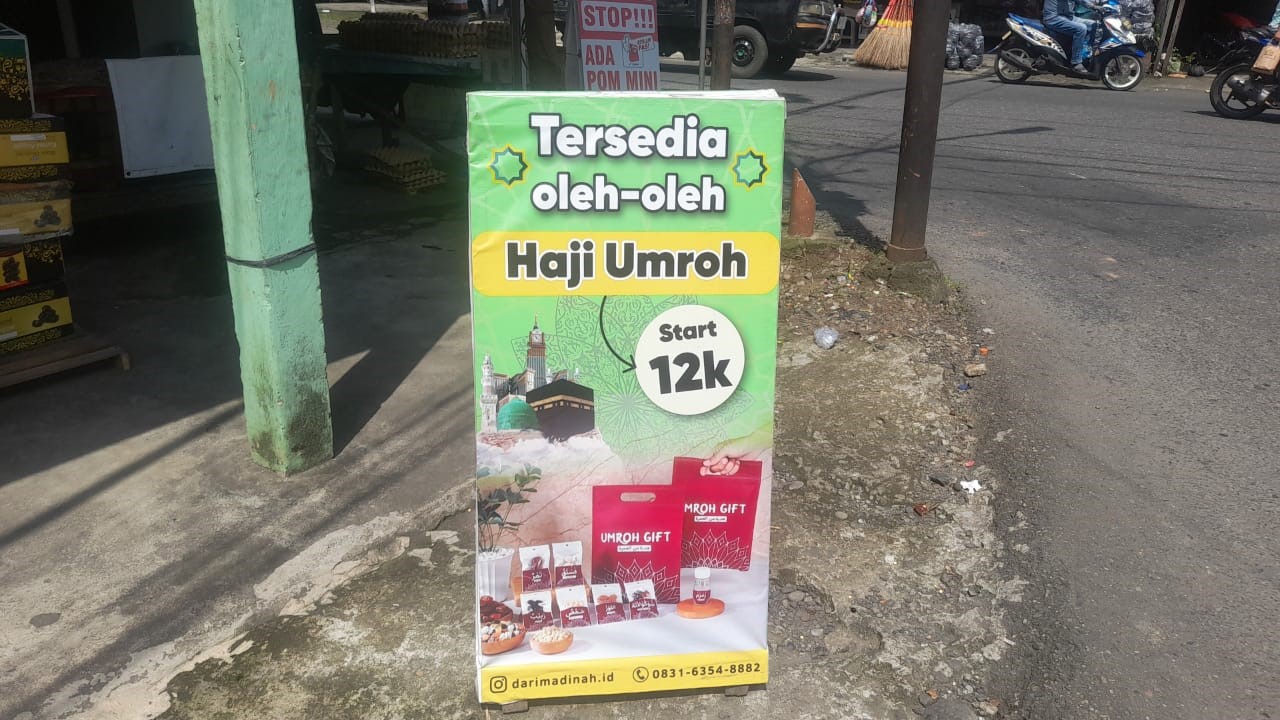 STOP!!!
ADA
POM MINI
Tersedia
oleh-oleh
Haji Umroh
Start
12k
UMROH GIFT
MROH GIFT
darimadinah.id
0831-6354-8882